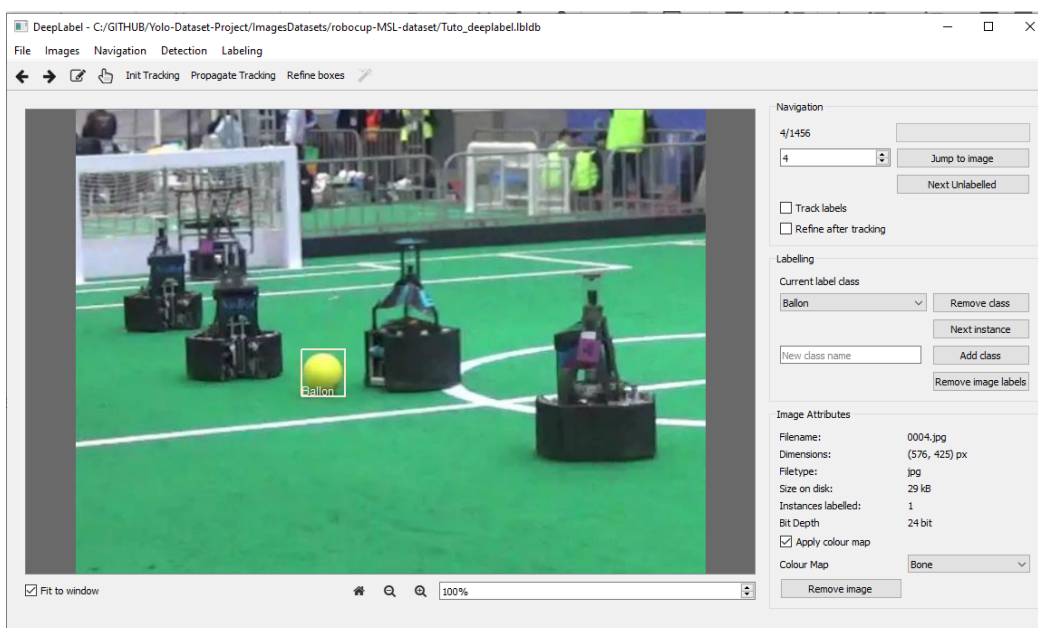 DeepLabel - C:/GITHUB/Yolo-Dataset-Project/ImagesDatasets/robocup-MSL-dataset/Tuto_deeplabel.lbldb
File Images Navigation Detection Labeling
Init Tracking Propagate Tracking Refine boxes
Navigation
4/1456
4 Jump to image
Next Unlabelled
Track labels
Refine after tracking
Labelling
Current label class
Ballon Remove class
Next instance
New class name Add class
Remove image labels
Image Attributes
Filename: 0004.jpg
Dimensions: (576, 425) px
Filetype: jpg
Size on disk: 29 kB
Instances labelled: 1
Bit Depth 24 bit
Apply colour map
Colour Map Bone
Remove image
Ballon
Fit to window
100%